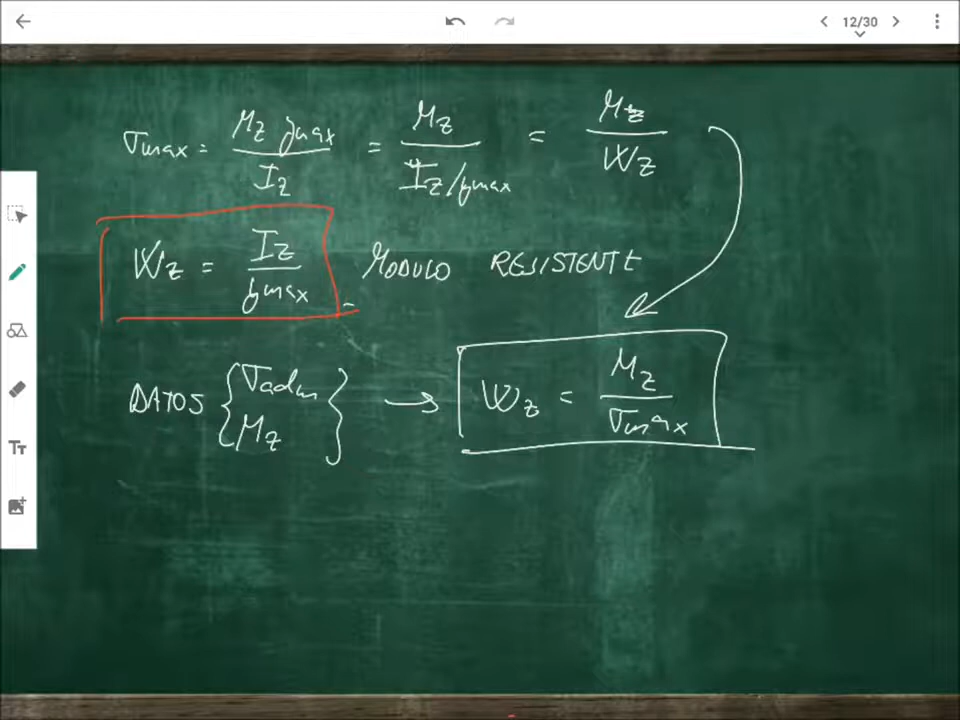 12/30
σmax = Mz ymax / Iz = Mz / Iz/ymax = Mz / Wz
Wz = Iz / ymax MODULO RESISTENTE
DATOS { σadm Mz } → Wz = Mz / σmax
Tт